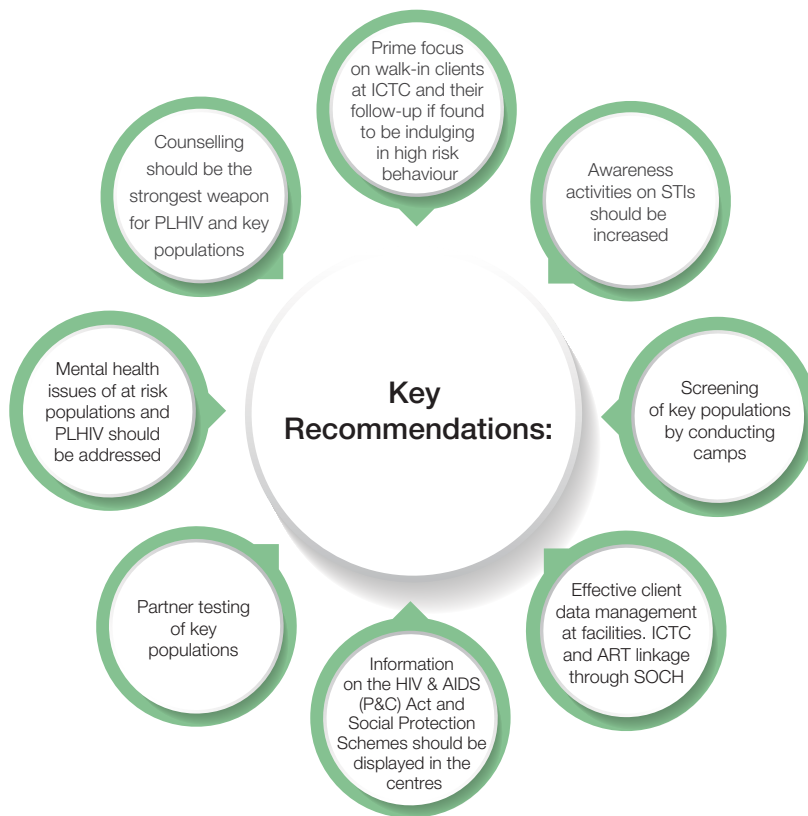 Prime focus
on walk-in clients
at ICTC and their
follow-up if found
to be indulging
in high risk
behaviour
Awareness
activities on STIs
should be
increased
Screening
of key populations
by conducting
camps
Effective client
data management
at facilities. ICTC
and ART linkage
through SOCH
Information
on the HIV & AIDS
(P&C) Act and
Social Protection
Schemes should be
displayed in the
centres
Partner testing
of key
populations
Mental health
issues of at risk
populations and
PLHIV should
be addressed
Counselling
should be the
strongest weapon
for PLHIV and key
populations
Key
Recommendations: